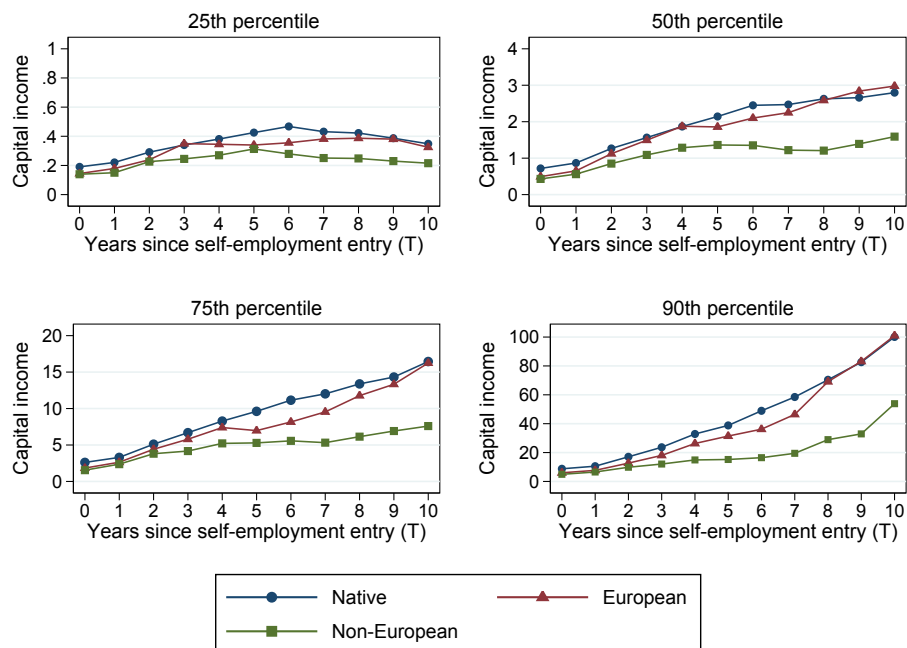 25th percentile
Capital income
1
.8
.6
.4
.2
0
0 1 2 3 4 5 6 7 8 9 10
Years since self-employment entry (T)
50th percentile
Capital income
4
3
2
1
0
0 1 2 3 4 5 6 7 8 9 10
Years since self-employment entry (T)
75th percentile
Capital income
20
15
10
5
0
0 1 2 3 4 5 6 7 8 9 10
Years since self-employment entry (T)
90th percentile
Capital income
100
80
60
40
20
0
0 1 2 3 4 5 6 7 8 9 10
Years since self-employment entry (T)
Native
European
Non-European